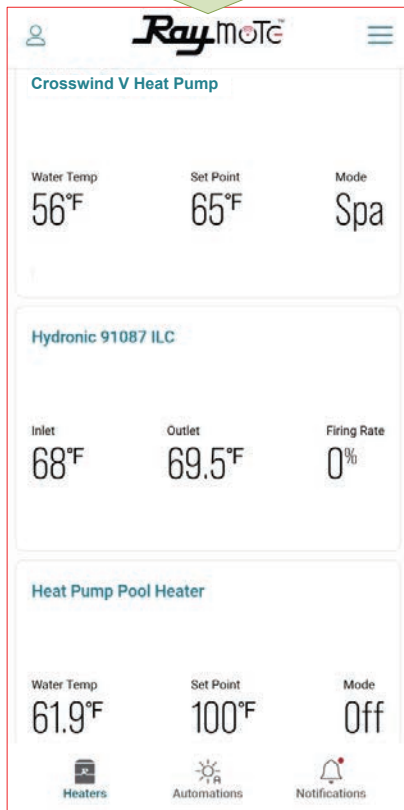 Raymote
Crosswind V Heat Pump
Water Temp Set Point Mode
56°F 65°F Spa
Hydronic 91087 ILC
Inlet Outlet Firing Rate
68°F 69.5°F 0%
Heat Pump Pool Heater
Water Temp Set Point Mode
61.9°F 100°F Off
Heaters Automations Notifications